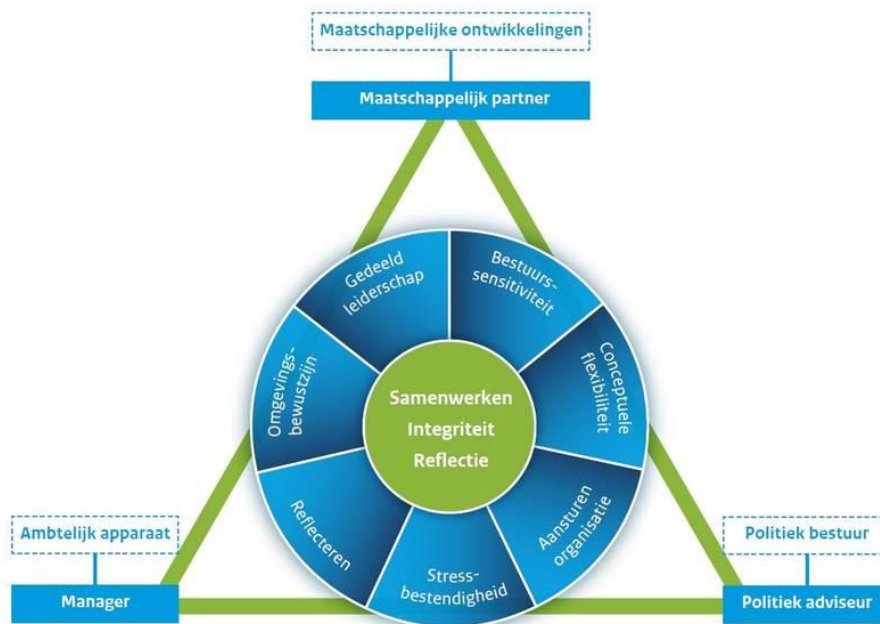 Maatschappelijke ontwikkelingen
Maatschappelijk partner
Gedeeld
leiderschap
Bestuurs-
sensitiviteit
Omgevings-
bewustzijn
Conceptuele
flexibiliteit
Samenwerken
Integriteit
Reflectie
Reflecteren
Stress-
bestendigheid
Aansturen
organisatie
Ambtelijk apparaat
Manager
Politiek bestuur
Politiek adviseur